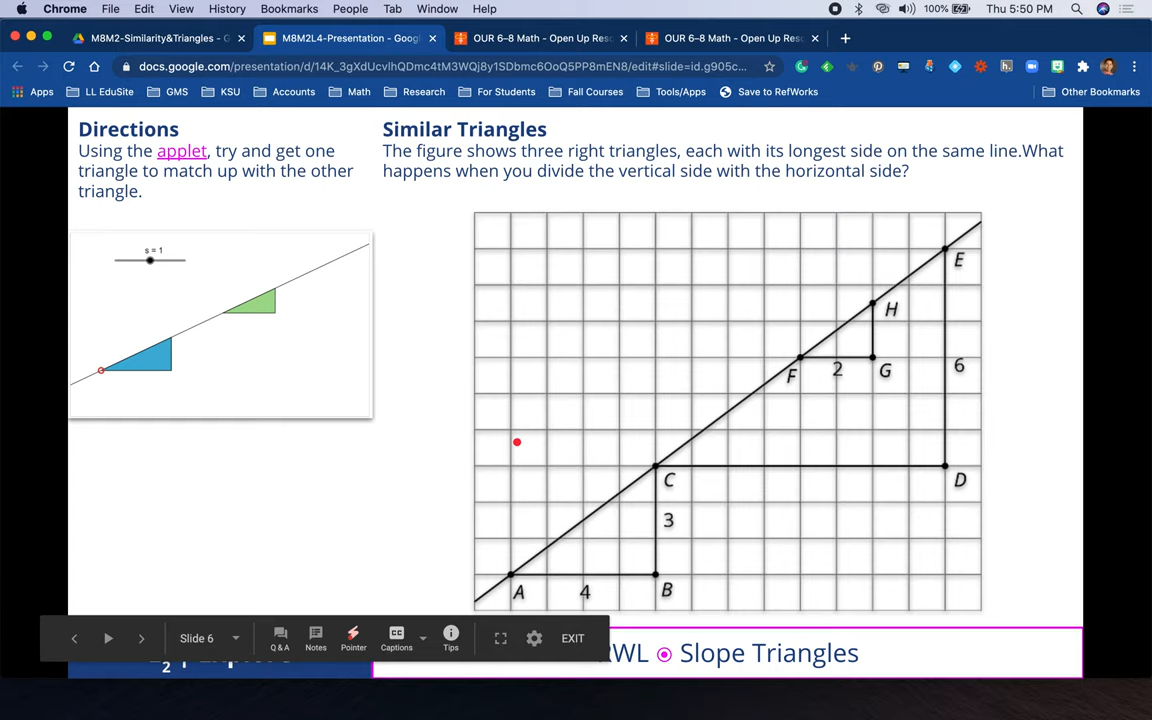 Chrome File Edit View History Bookmarks People Tab Window Help 100% Thu 5:50 PM
M8M2-Similarity&Triangles - G M8M2L4-Presentation - Googl OUR 6–8 Math - Open Up Reso OUR 6–8 Math - Open Up Reso
docs.google.com/presentation/d/14K_3gXdUcvlhQDmc4tM3WQj8y1SDbmc6OoQ5PP8mEN8/edit#slide=id.g905c...
Apps LL EduSite GMS KSU Accounts Math Research For Students Fall Courses Tools/Apps Save to RefWorks Other Bookmarks
Directions
Using the applet, try and get one
triangle to match up with the other
triangle.
Similar Triangles
The figure shows three right triangles, each with its longest side on the same line.What
happens when you divide the vertical side with the horizontal side?
s = 1
E
H
6
F 2 G
C D
3
A 4 B
Slide 6 Q & A Notes Pointer Captions Tips EXIT
RWL Slope Triangles